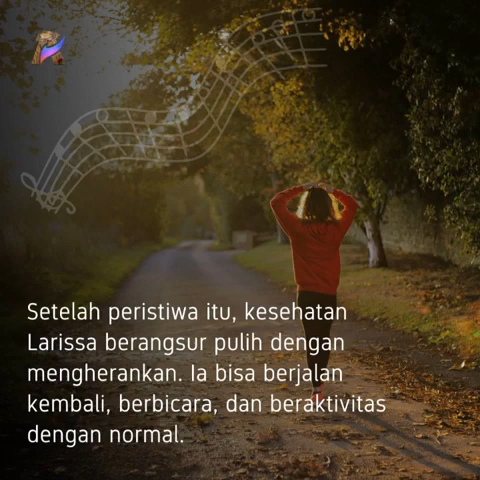 Setelah peristiwa itu, kesehatan
Larissa berangsur pulih dengan
mengherankan. Ia bisa berjalan
kembali, berbicara, dan beraktivitas
dengan normal.